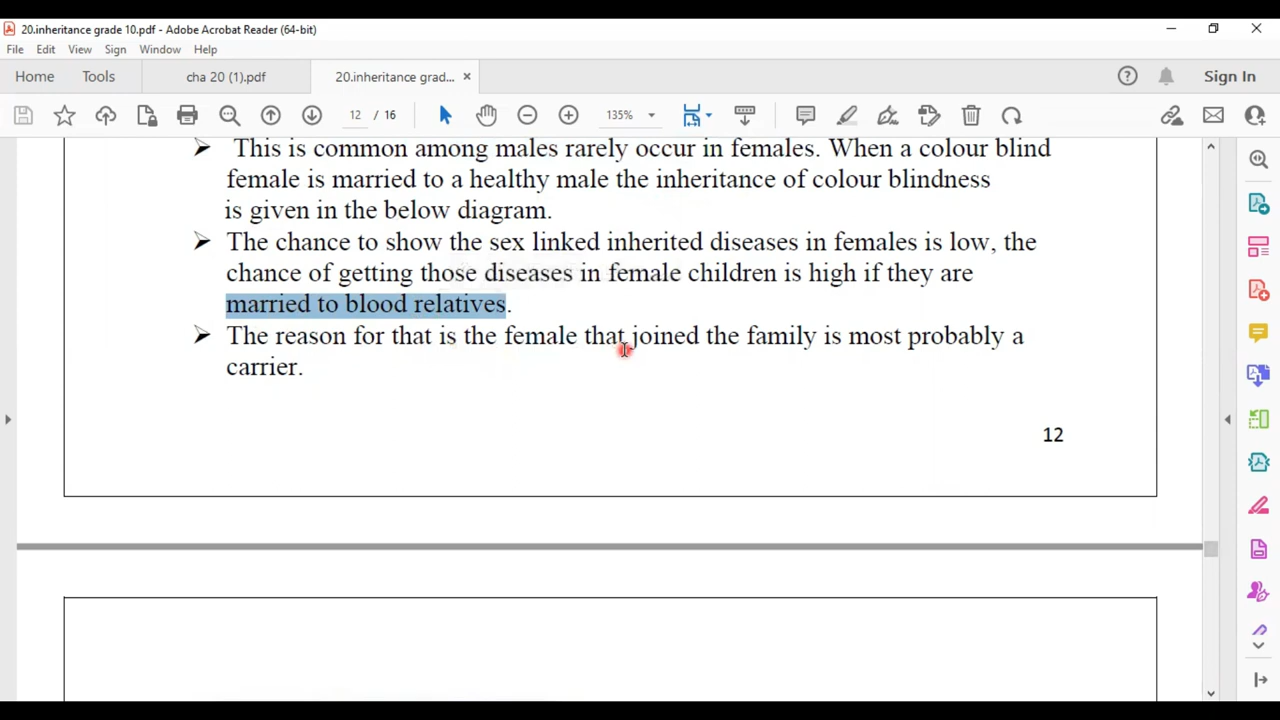 20.inheritance grade 10.pdf - Adobe Acrobat Reader (64-bit)
File Edit View Sign Window Help
Home Tools cha 20 (1).pdf 20.inheritance grad... × Sign In
12 / 16 135%
➢ This is common among males rarely occur in females. When a colour blind
female is married to a healthy male the inheritance of colour blindness
is given in the below diagram.
➢ The chance to show the sex linked inherited diseases in females is low, the
chance of getting those diseases in female children is high if they are
married to blood relatives.
➢ The reason for that is the female that joined the family is most probably a
carrier.
12